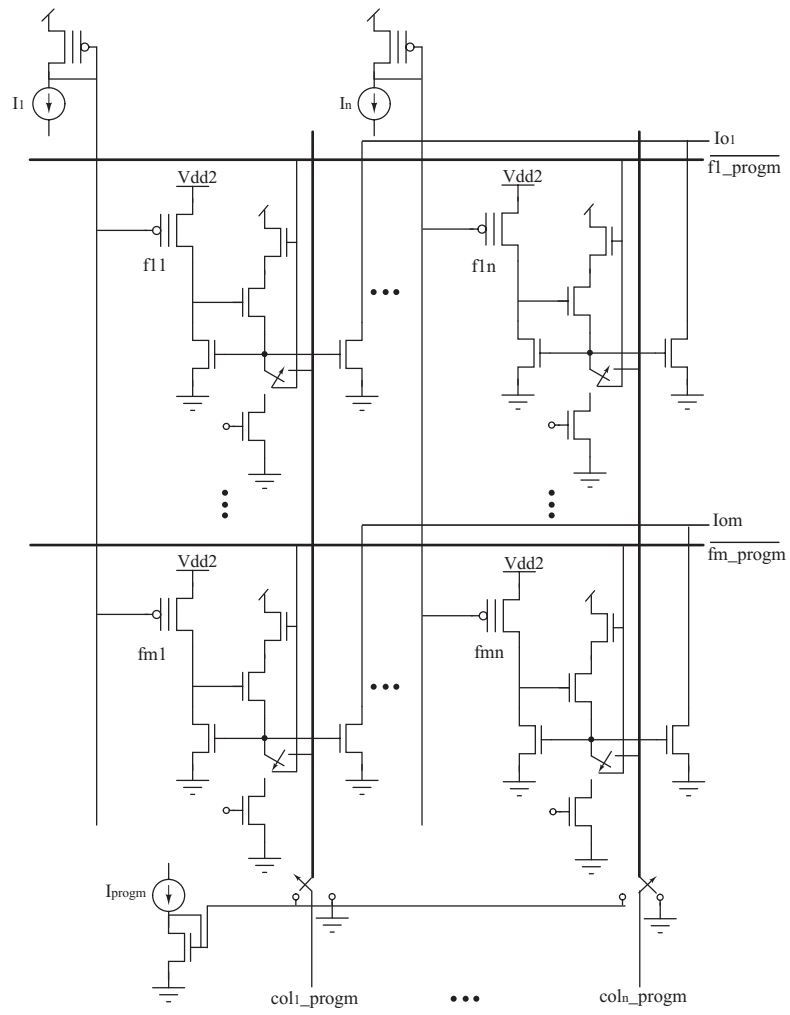 I1
In
Io1
f1_progm
Vdd2
Vdd2
f11
f1n
Iom
fm_progm
Vdd2
Vdd2
fm1
fmn
Iprogm
col1_progm
coln_progm